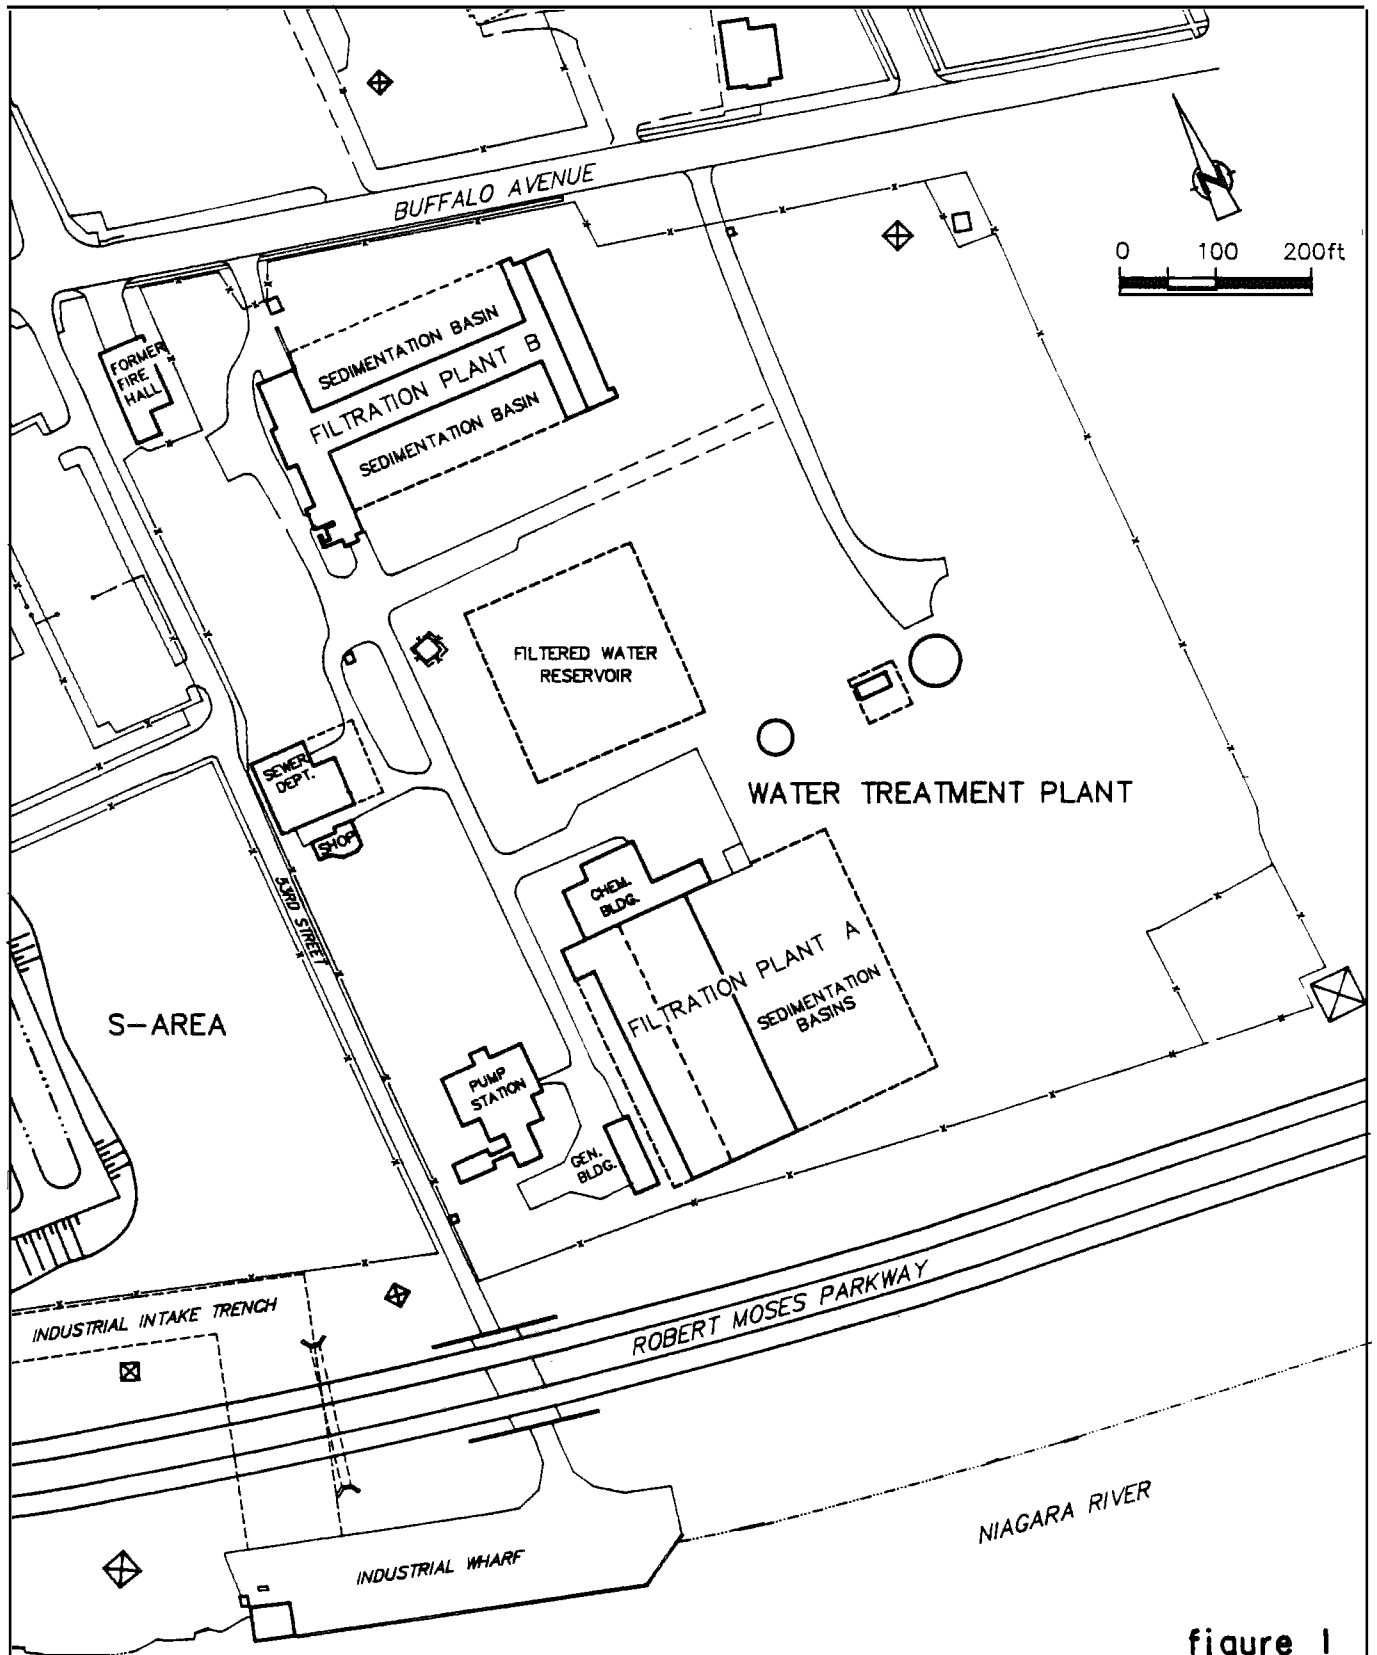 BUFFALO AVENUE
N
0 100 200ft
FORMER
FIRE
HALL
SEDIMENTATION BASIN
FILTRATION PLANT B
SEDIMENTATION BASIN
FILTERED WATER
RESERVOIR
SEWER
DEPT.
SHOP
WATER TREATMENT PLANT
53RD STREET
CHEM.
BLDG.
FILTRATION PLANT A
SEDIMENTATION
BASINS
S-AREA
PUMP
STATION
GEN.
BLDG.
INDUSTRIAL INTAKE TRENCH
ROBERT MOSES PARKWAY
NIAGARA RIVER
INDUSTRIAL WHARF
figure 1